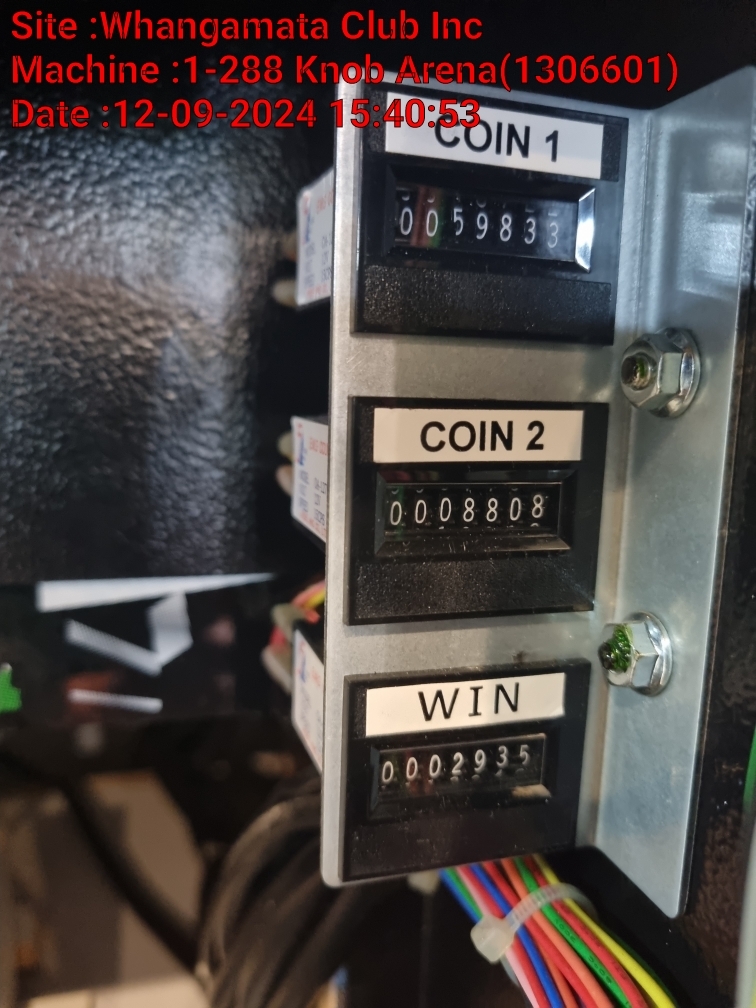 Site :Whangamata Club Inc
Machine :1-288 Knob Arena(1306601)
Date :12-09-2024 15:40:53
COIN 1
0059833
COIN 2
0008808
WIN
0002935